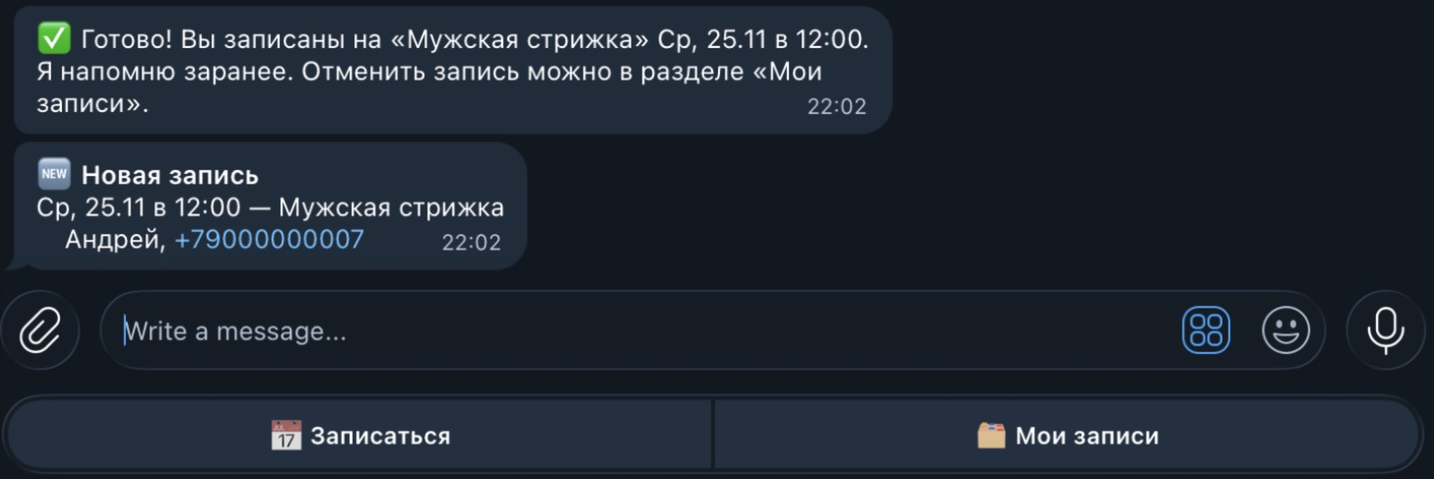 ✅ Готово! Вы записаны на «Мужская стрижка» Ср, 25.11 в 12:00.
Я напомню заранее. Отменить запись можно в разделе «Мои
записи».
22:02
🆕 Новая запись
Ср, 25.11 в 12:00 — Мужская стрижка
Андрей, +79000000007
22:02
Write a message...
📅 Записаться
🗂 Мои записи